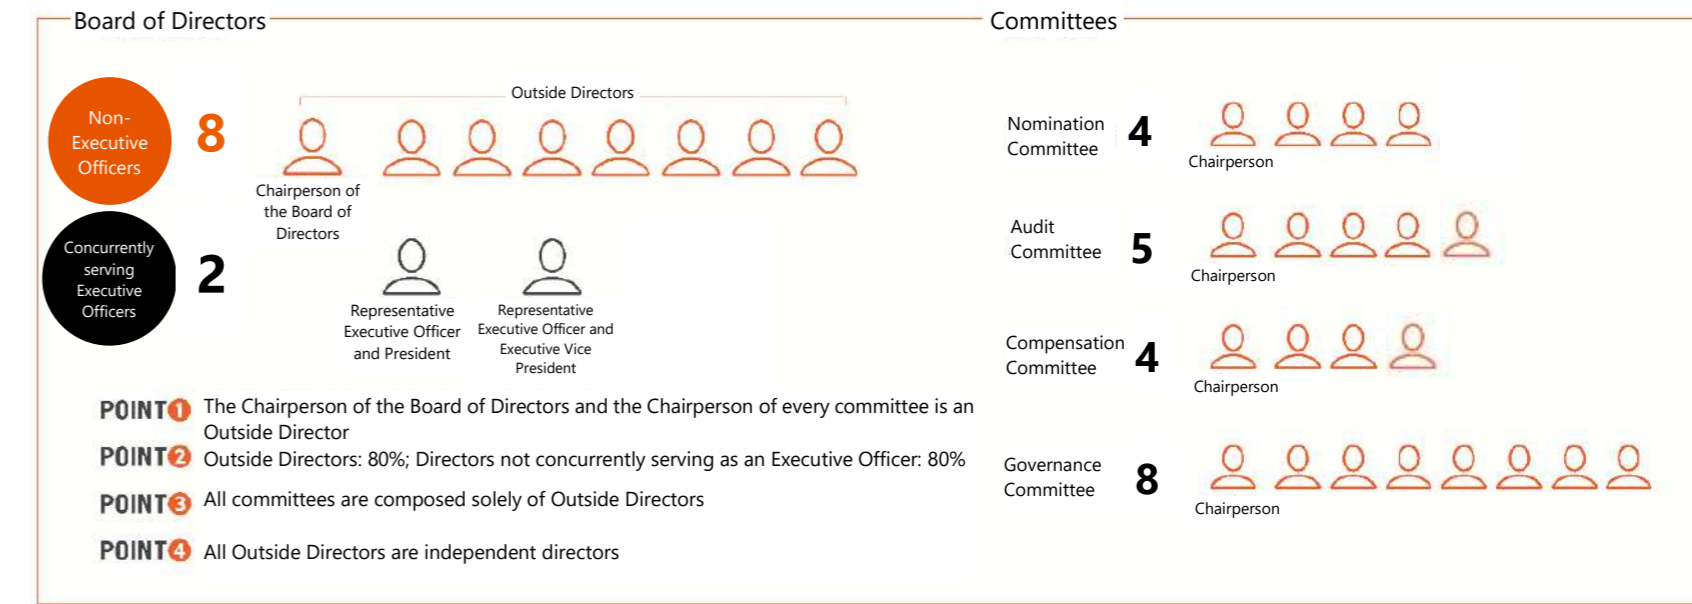 Board of Directors
Non-
Executive
Officers
8
Outside Directors
Chairperson of
the Board of
Directors
Concurrently
serving
Executive
Officers
2
Representative
Executive Officer
and President
Representative
Executive Officer and
Executive Vice
President
POINT1 The Chairperson of the Board of Directors and the Chairperson of every committee is an
Outside Director
POINT2 Outside Directors: 80%; Directors not concurrently serving as an Executive Officer: 80%
POINT3 All committees are composed solely of Outside Directors
POINT4 All Outside Directors are independent directors
Committees
Nomination
Committee
4
Chairperson
Audit
Committee
5
Chairperson
Compensation
Committee
4
Chairperson
Governance
Committee
8
Chairperson